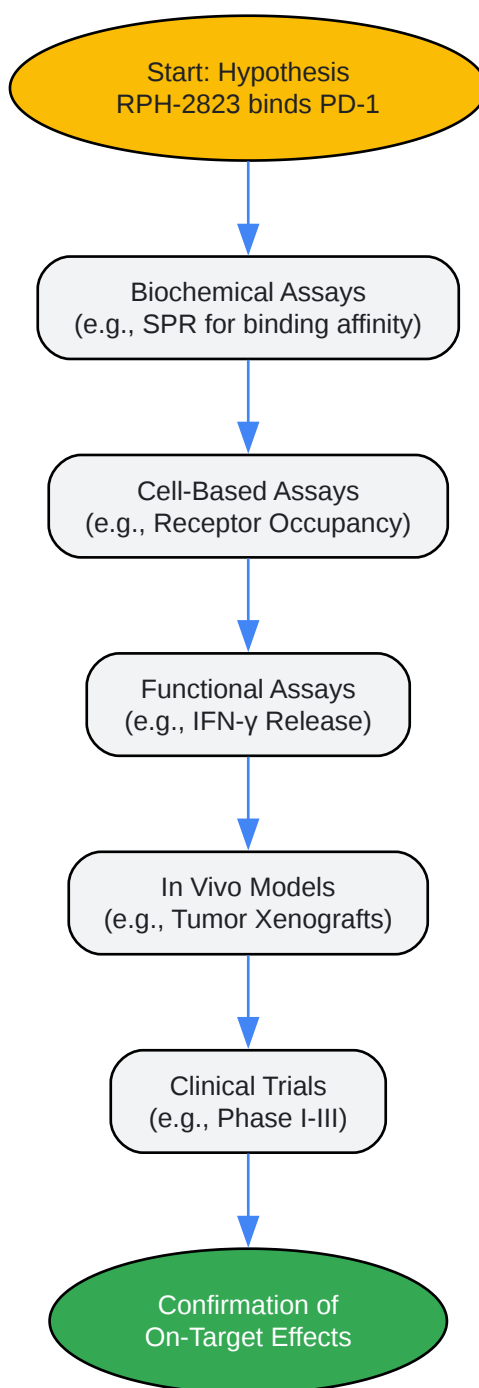 Start: Hypothesis
RPH-2823 binds PD-1
Biochemical Assays
(e.g., SPR for binding affinity)
Cell-Based Assays
(e.g., Receptor Occupancy)
Functional Assays
(e.g., IFN-γ Release)
In Vivo Models
(e.g., Tumor Xenografts)
Clinical Trials
(e.g., Phase I-III)
Confirmation of
On-Target Effects